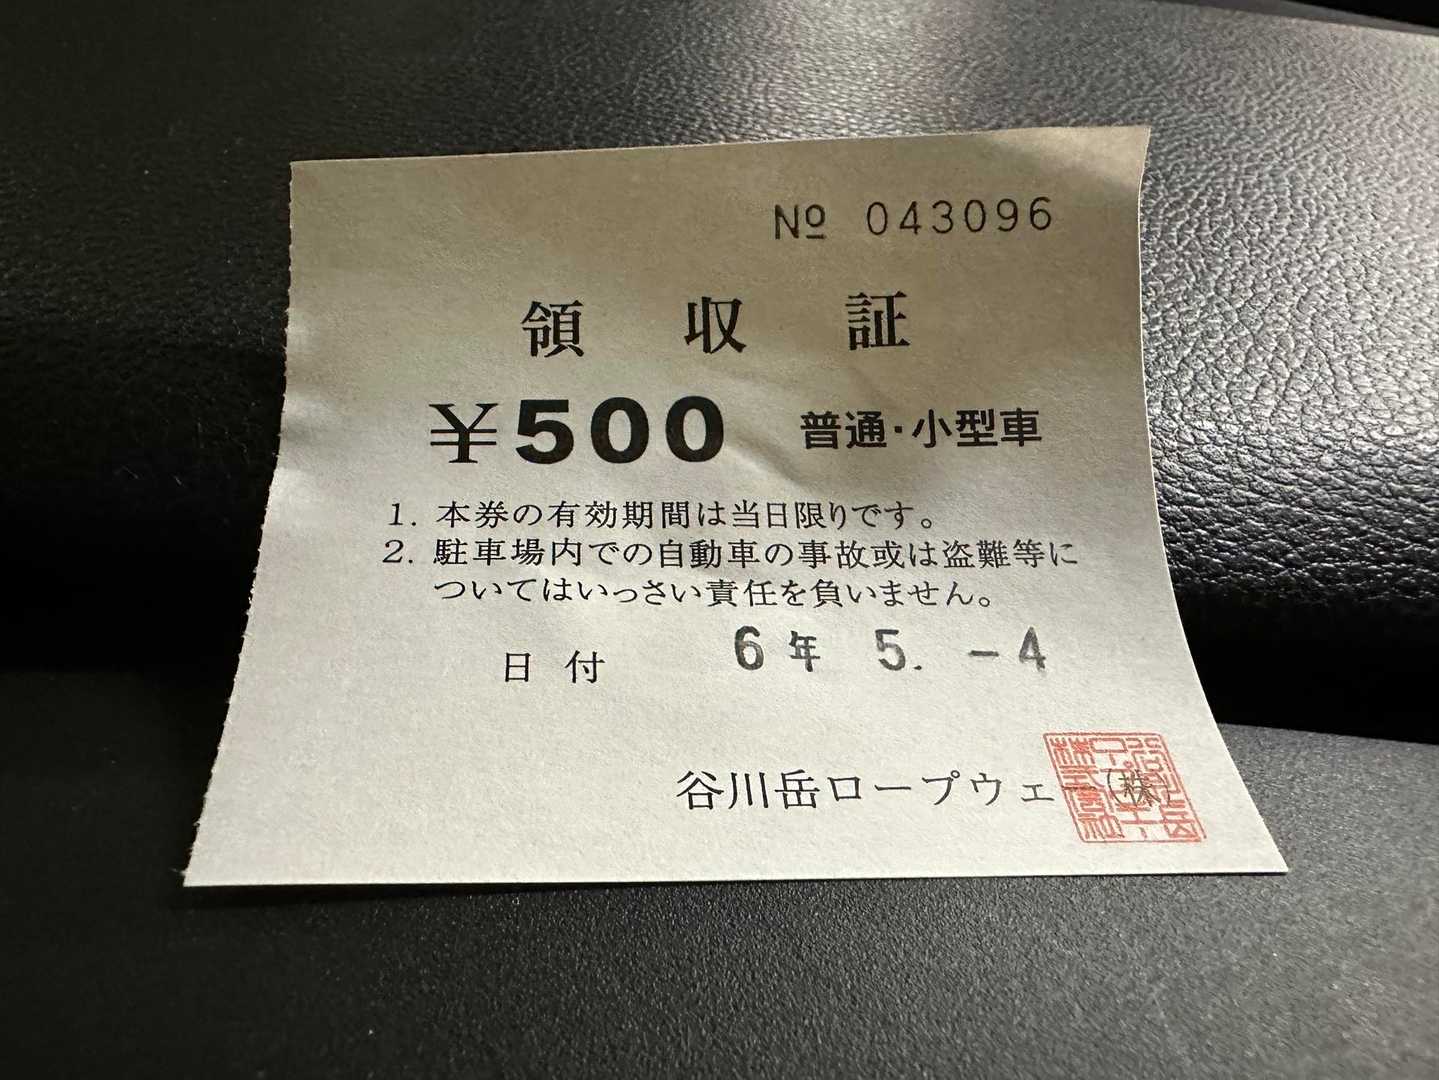 № 043096
領収証
¥500 普通・小型車
1. 本券の有効期間は当日限りです。
2. 駐車場内での自動車の事故或は盗難等に
ついてはいっさい責任を負いません。
日付 6年 5.-4
谷川岳ロープウェー(株)